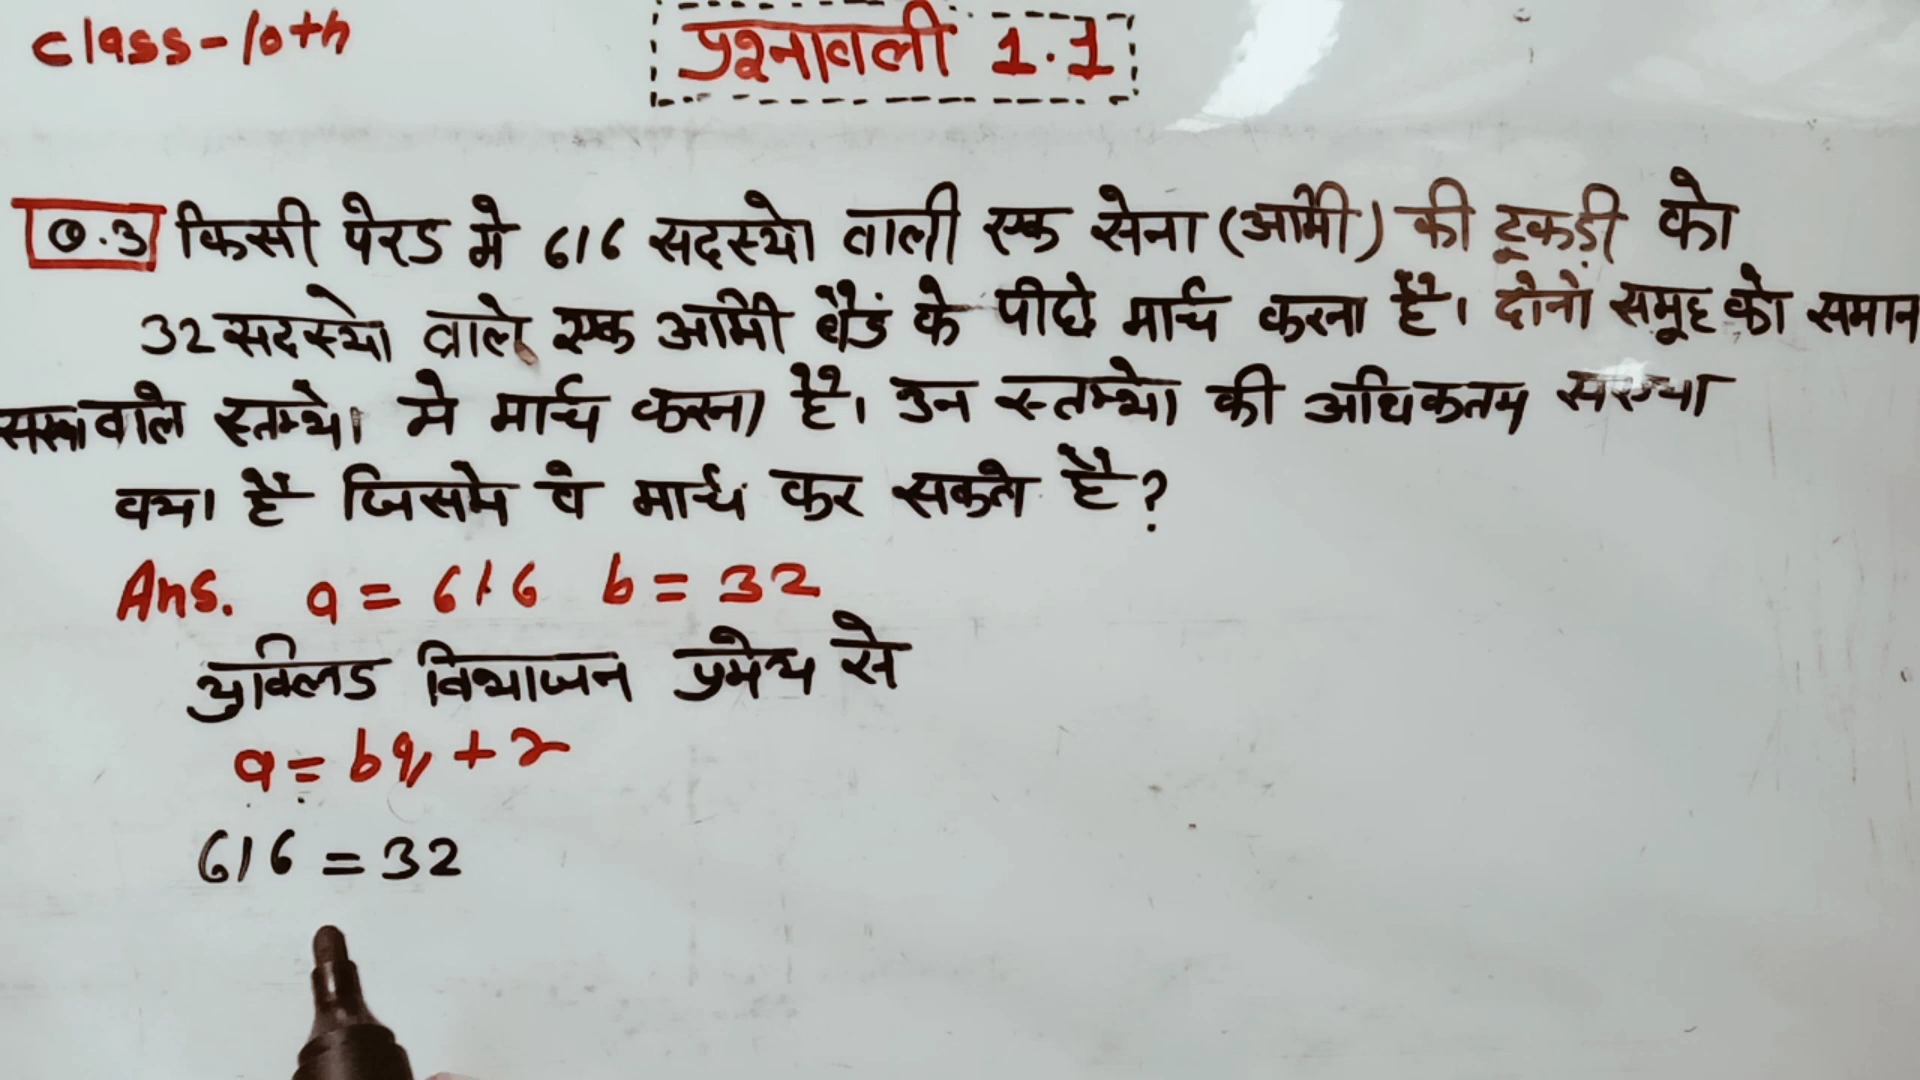 class-10th
प्रश्नावली 1.1
Q.3 किसी पेरड मे 616 सदस्यो वाली एक सेना (आर्मी) की टूकड़ी को
32 सदस्यो वाले एक आर्मी बैंड के पीछे मार्च करना है। दोनो समूह को समान
वाले स्तम्भो में मार्च करना है। उन स्तम्भो की अधिकतम संख्या
क्या है जिसमे वे मार्च कर सकते है?
Ans. a = 616 b = 32
युक्लिड विभाजन प्रमेय से
a = bq + r
616 = 32